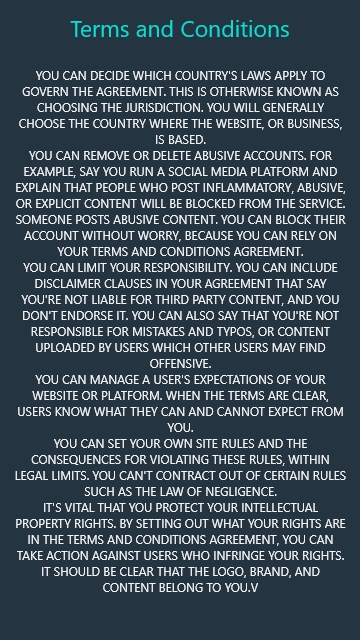 Terms and Conditions
YOU CAN DECIDE WHICH COUNTRY'S LAWS APPLY TO
GOVERN THE AGREEMENT. THIS IS OTHERWISE KNOWN AS
CHOOSING THE JURISDICTION. YOU WILL GENERALLY
CHOOSE THE COUNTRY WHERE THE WEBSITE, OR BUSINESS,
IS BASED.
YOU CAN REMOVE OR DELETE ABUSIVE ACCOUNTS. FOR
EXAMPLE, SAY YOU RUN A SOCIAL MEDIA PLATFORM AND
EXPLAIN THAT PEOPLE WHO POST INFLAMMATORY, ABUSIVE,
OR EXPLICIT CONTENT WILL BE BLOCKED FROM THE SERVICE.
SOMEONE POSTS ABUSIVE CONTENT. YOU CAN BLOCK THEIR
ACCOUNT WITHOUT WORRY, BECAUSE YOU CAN RELY ON
YOUR TERMS AND CONDITIONS AGREEMENT.
YOU CAN LIMIT YOUR RESPONSIBILITY. YOU CAN INCLUDE
DISCLAIMER CLAUSES IN YOUR AGREEMENT THAT SAY
YOU'RE NOT LIABLE FOR THIRD PARTY CONTENT, AND YOU
DON'T ENDORSE IT. YOU CAN ALSO SAY THAT YOU'RE NOT
RESPONSIBLE FOR MISTAKES AND TYPOS, OR CONTENT
UPLOADED BY USERS WHICH OTHER USERS MAY FIND
OFFENSIVE.
YOU CAN MANAGE A USER'S EXPECTATIONS OF YOUR
WEBSITE OR PLATFORM. WHEN THE TERMS ARE CLEAR,
USERS KNOW WHAT THEY CAN AND CANNOT EXPECT FROM
YOU.
YOU CAN SET YOUR OWN SITE RULES AND THE
CONSEQUENCES FOR VIOLATING THESE RULES, WITHIN
LEGAL LIMITS. YOU CAN'T CONTRACT OUT OF CERTAIN RULES
SUCH AS THE LAW OF NEGLIGENCE.
IT'S VITAL THAT YOU PROTECT YOUR INTELLECTUAL
PROPERTY RIGHTS. BY SETTING OUT WHAT YOUR RIGHTS ARE
IN THE TERMS AND CONDITIONS AGREEMENT, YOU CAN
TAKE ACTION AGAINST USERS WHO INFRINGE YOUR RIGHTS.
IT SHOULD BE CLEAR THAT THE LOGO, BRAND, AND
CONTENT BELONG TO YOU.V